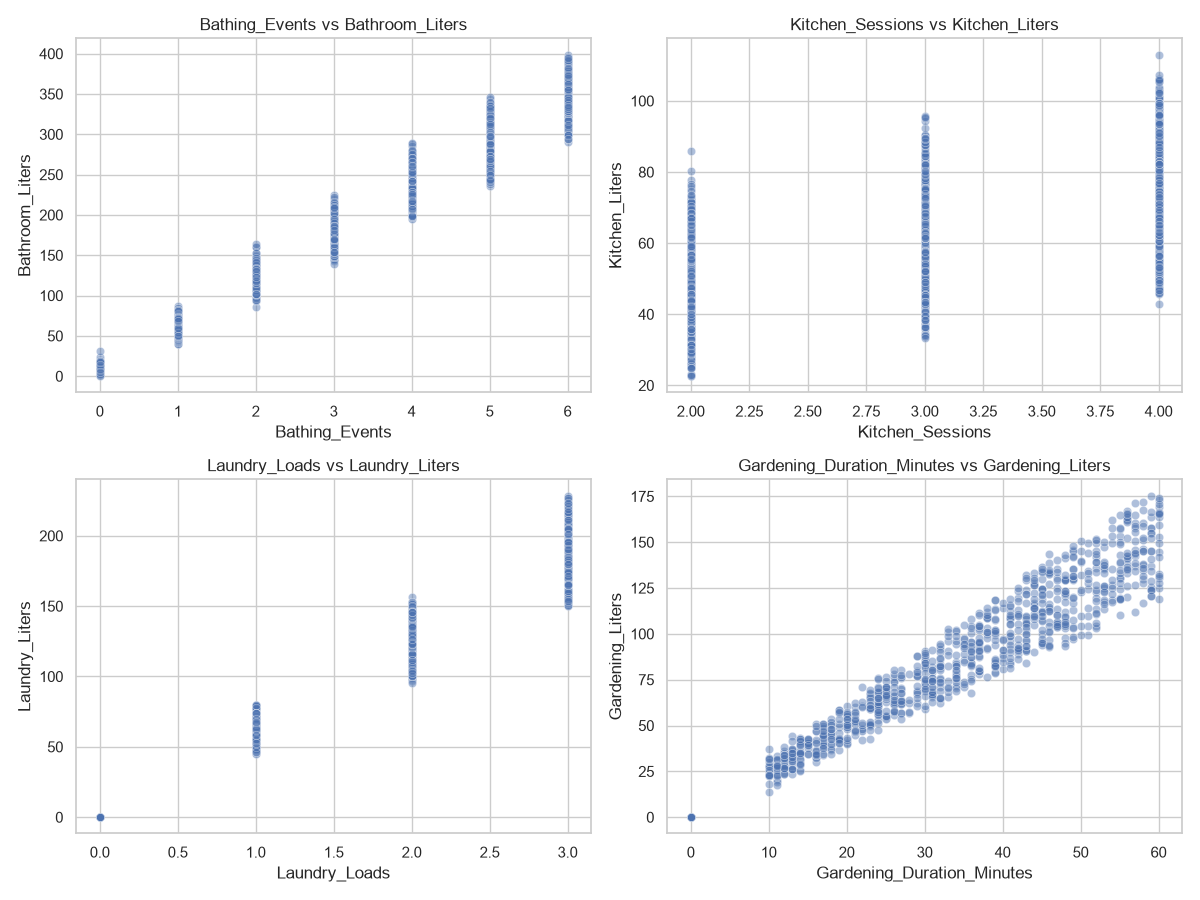 Bathing_Events vs Bathroom_Liters
400
350
300
250
200
150
100
50
0
Bathroom_Liters
0 1 2 3 4 5 6
Bathing_Events
Kitchen_Sessions vs Kitchen_Liters
100
80
60
40
20
Kitchen_Liters
2.00 2.25 2.50 2.75 3.00 3.25 3.50 3.75 4.00
Kitchen_Sessions
Laundry_Loads vs Laundry_Liters
200
150
100
50
0
Laundry_Liters
0.0 0.5 1.0 1.5 2.0 2.5 3.0
Laundry_Loads
Gardening_Duration_Minutes vs Gardening_Liters
175
150
125
100
75
50
25
0
Gardening_Liters
0 10 20 30 40 50 60
Gardening_Duration_Minutes